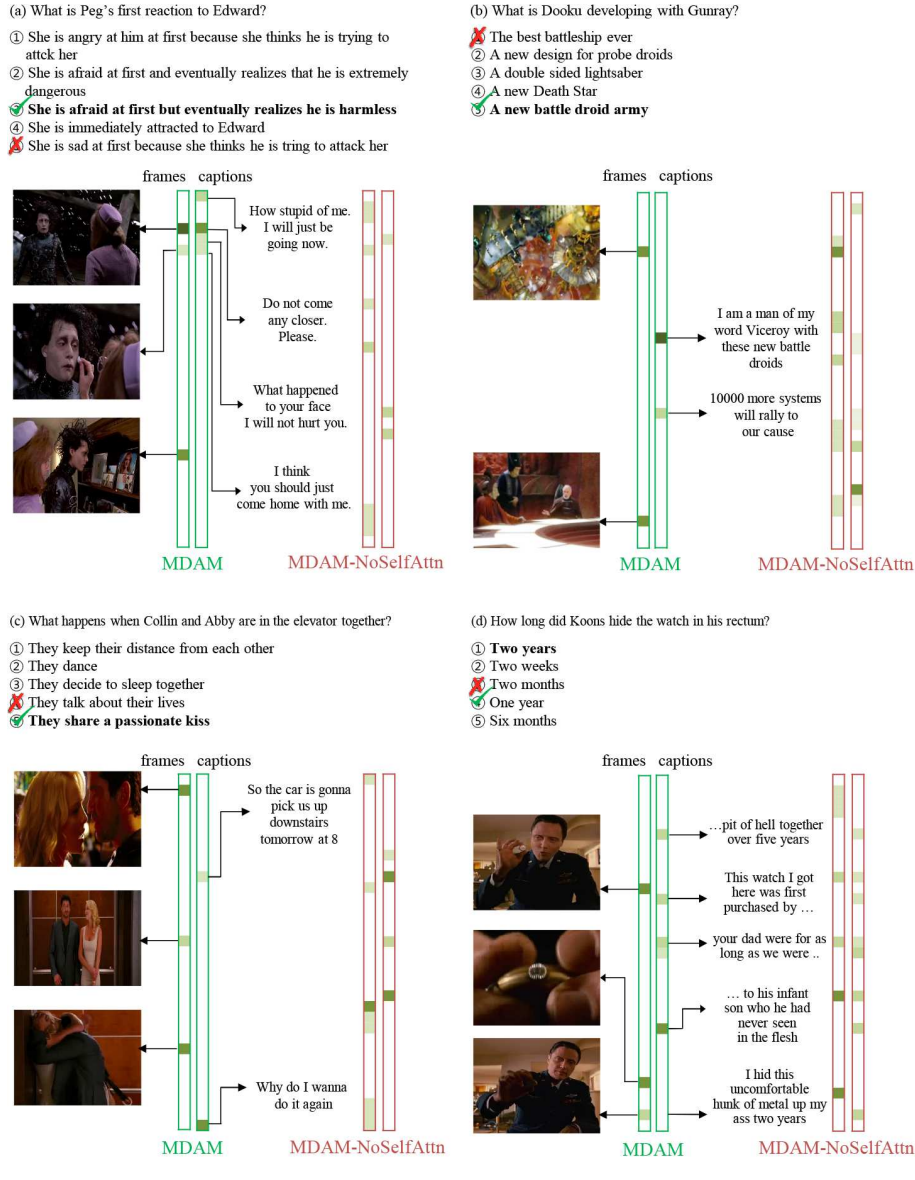 (a) What is Peg's first reaction to Edward?
① She is angry at him at first because she thinks he is trying to
attck her
② She is afraid at first and eventually realizes that he is extremely
dangerous
③ She is afraid at first but eventually realizes he is harmless
④ She is immediately attracted to Edward
⑤ She is sad at first because she thinks he is tring to attack her
frames captions
How stupid of me.
I will just be
going now.
Do not come
any closer.
Please.
What happened
to your face
I will not hurt you.
I think
you should just
come home with me.
MDAM
MDAM-NoSelfAttn
(b) What is Dooku developing with Gunray?
① The best battleship ever
② A new design for probe droids
③ A double sided lightsaber
④ A new Death Star
⑤ A new battle droid army
frames captions
I am a man of my
word Viceroy with
these new battle
droids
10000 more systems
will rally to
our cause
MDAM
MDAM-NoSelfAttn
(c) What happens when Collin and Abby are in the elevator together?
① They keep their distance from each other
② They dance
③ They decide to sleep together
④ They talk about their lives
⑤ They share a passionate kiss
frames captions
So the car is gonna
pick us up
downstairs
tomorrow at 8
Why do I wanna
do it again
MDAM
MDAM-NoSelfAttn
(d) How long did Koons hide the watch in his rectum?
① Two years
② Two weeks
③ Two months
④ One year
⑤ Six months
frames captions
…pit of hell together
over five years
This watch I got
here was first
purchased by …
your dad were for as
long as we were ..
… to his infant
son who he had
never seen
in the flesh
I hid this
uncomfortable
hunk of metal up my
ass two years
MDAM
MDAM-NoSelfAttn